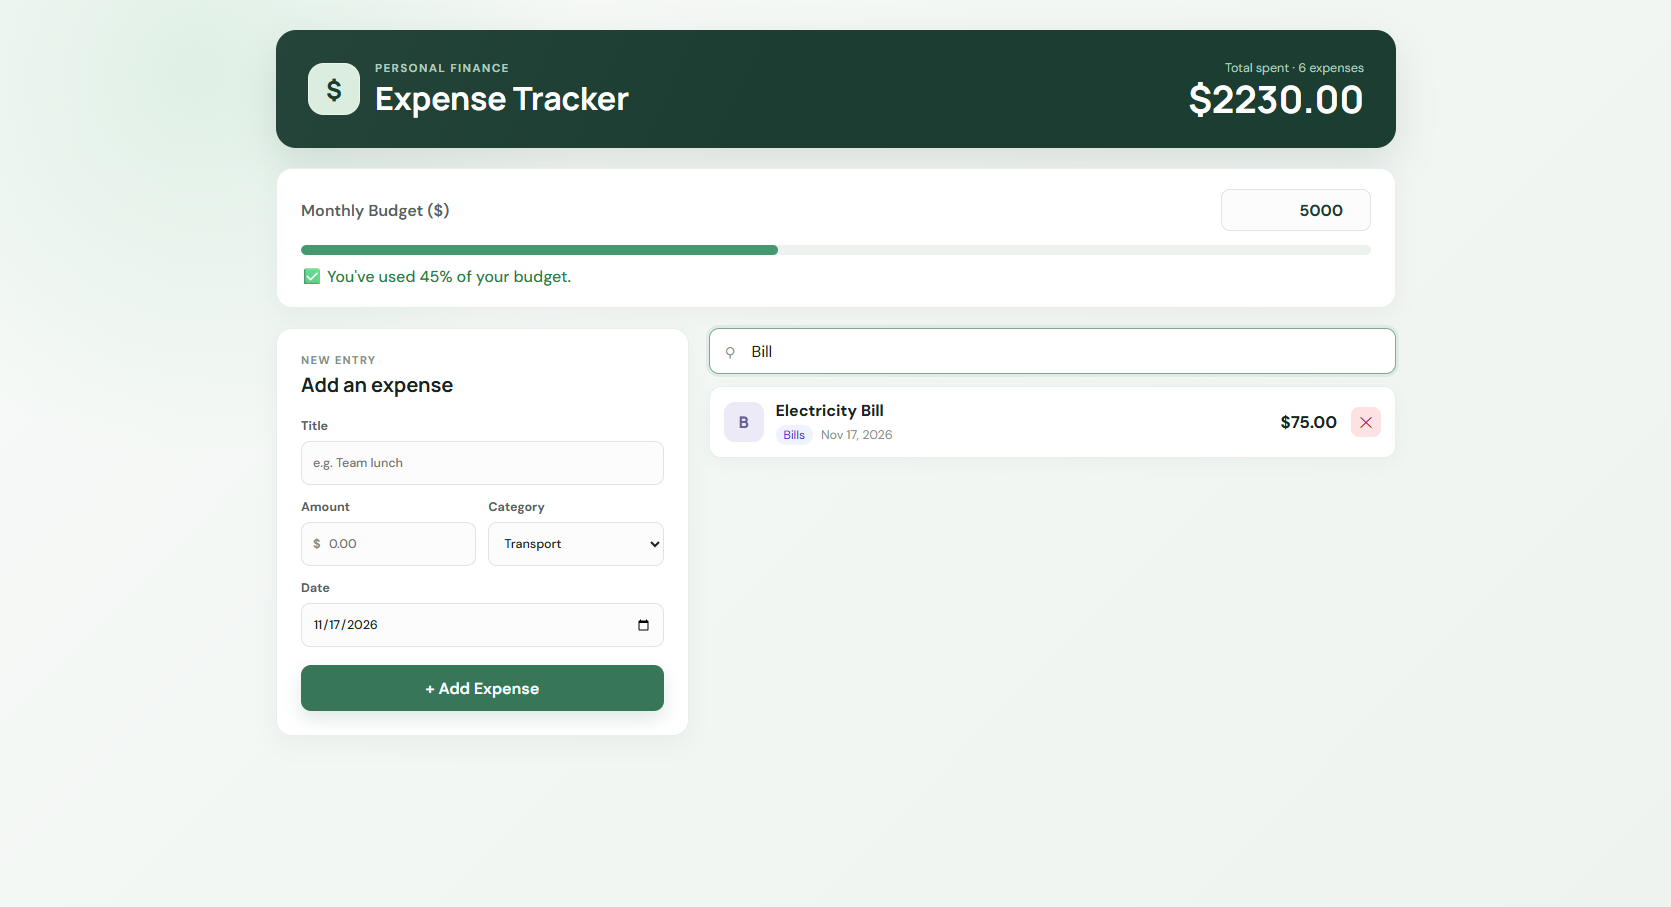 $
PERSONAL FINANCE
Expense Tracker
Total spent · 6 expenses
$2230.00
Monthly Budget ($)
5000
✅ You've used 45% of your budget.
NEW ENTRY
Add an expense
Title
e.g. Team lunch
Amount
Category
$ 0.00
Transport
Date
11/17/2026
+ Add Expense
Bill
B
Electricity Bill
Bills
Nov 17, 2026
$75.00